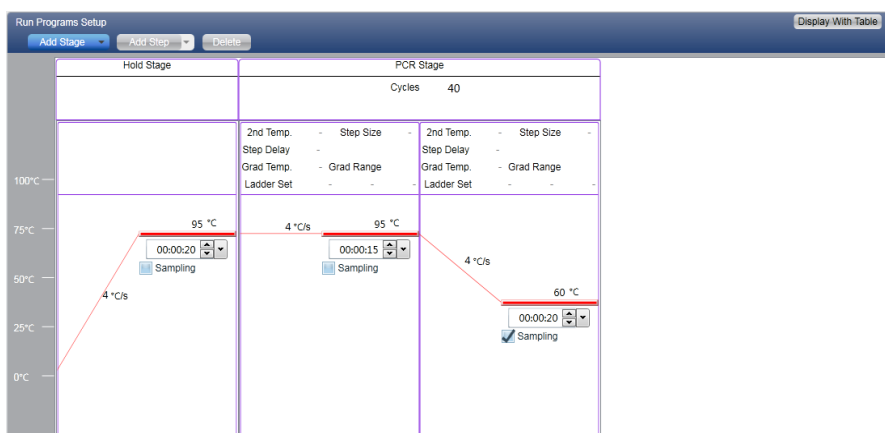 Run Programs Setup Display With Table
Add Stage Add Step Delete
Hold Stage PCR Stage
Cycles 40
2nd Temp. - Step Size - 2nd Temp. - Step Size -
Step Delay - Step Delay -
Grad Temp. - Grad Range Grad Temp. - Grad Range
Ladder Set - - - Ladder Set - - -
100°C
75°C 95 °C 4 °C/s 95 °C
00:00:20 00:00:15
Sampling Sampling
4 °C/s
50°C
4 °C/s 60 °C
00:00:20
25°C Sampling
0°C